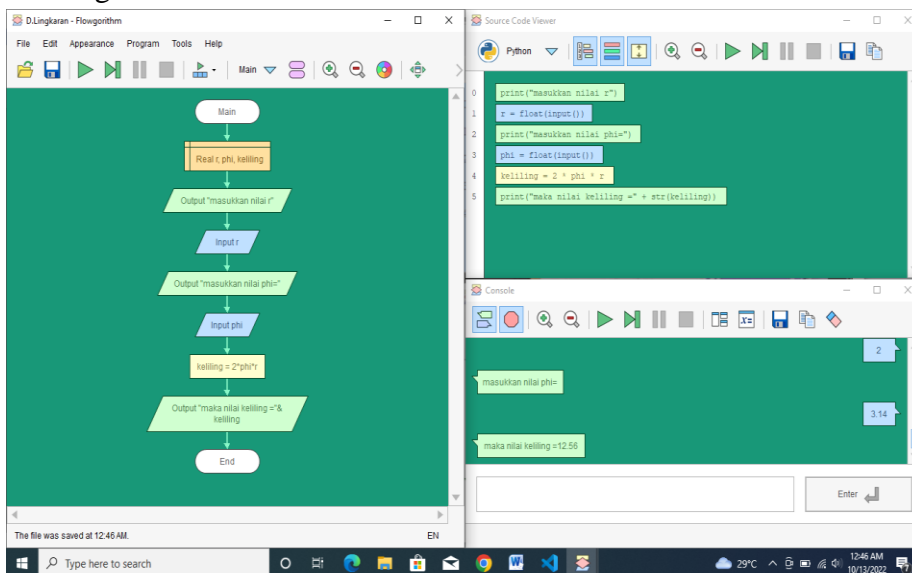 D.Lingkaran - Flowgorithm
File Edit Appearance Program Tools Help
Main
Main
Real r, phi, keliling
Output "masukkan nilai r"
Input r
Output "masukkan nilai phi="
Input phi
keliling = 2*phi*r
Output "maka nilai keliling ="&
keliling
End
The file was saved at 12:46 AM.
EN
Source Code Viewer
Python
0 print("masukkan nilai r")
1 r = float(input())
2 print("masukkan nilai phi=")
3 phi = float(input())
4 keliling = 2 * phi * r
5 print("maka nilai keliling =" + str(keliling))
Console
2
masukkan nilai phi=
3.14
maka nilai keliling =12.56
Enter
Type here to search
29°C
12:46 AM
10/13/2022